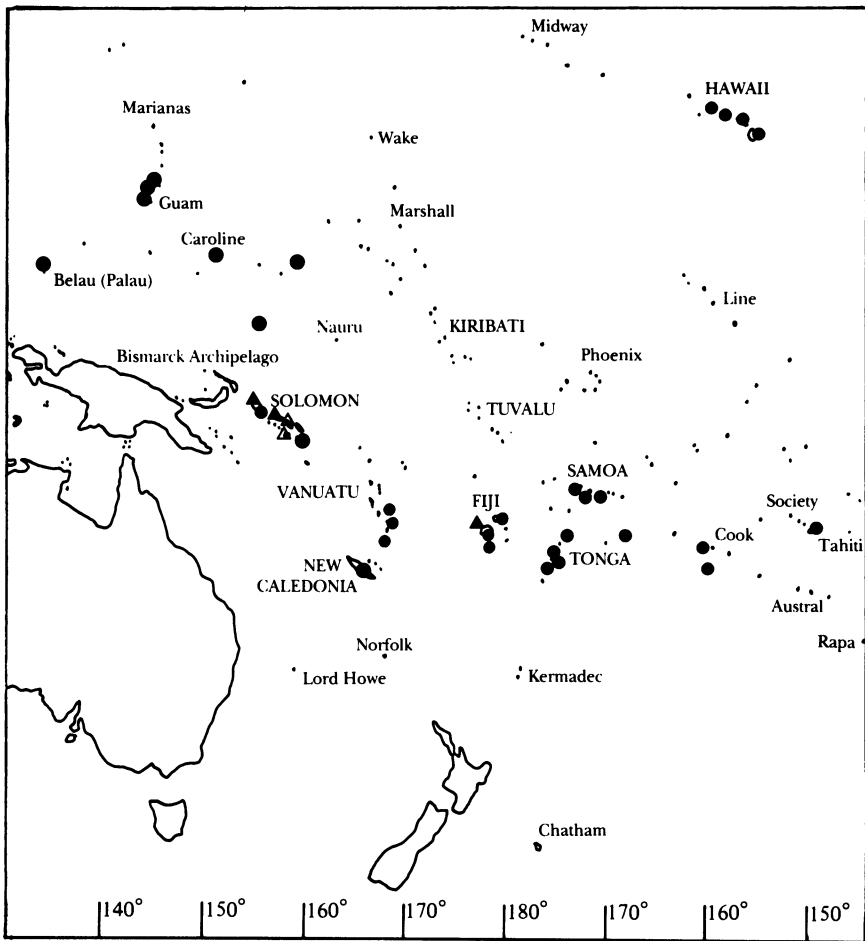 Midway
HAWAII
Marianas
Wake
Guam
Marshall
Caroline
Belau (Palau)
Line
Nauru
KIRIBATI
Bismarck Archipelago
Phoenix
SOLOMON
TUVALU
SAMOA
VANUATU
FIJI
Society
Cook
Tahiti
NEW
CALEDONIA
TONGA
Austral
Norfolk
Rapa
Lord Howe
Kermadec
Chatham
140° 150° 160° 170° 180° 170° 160° 150°